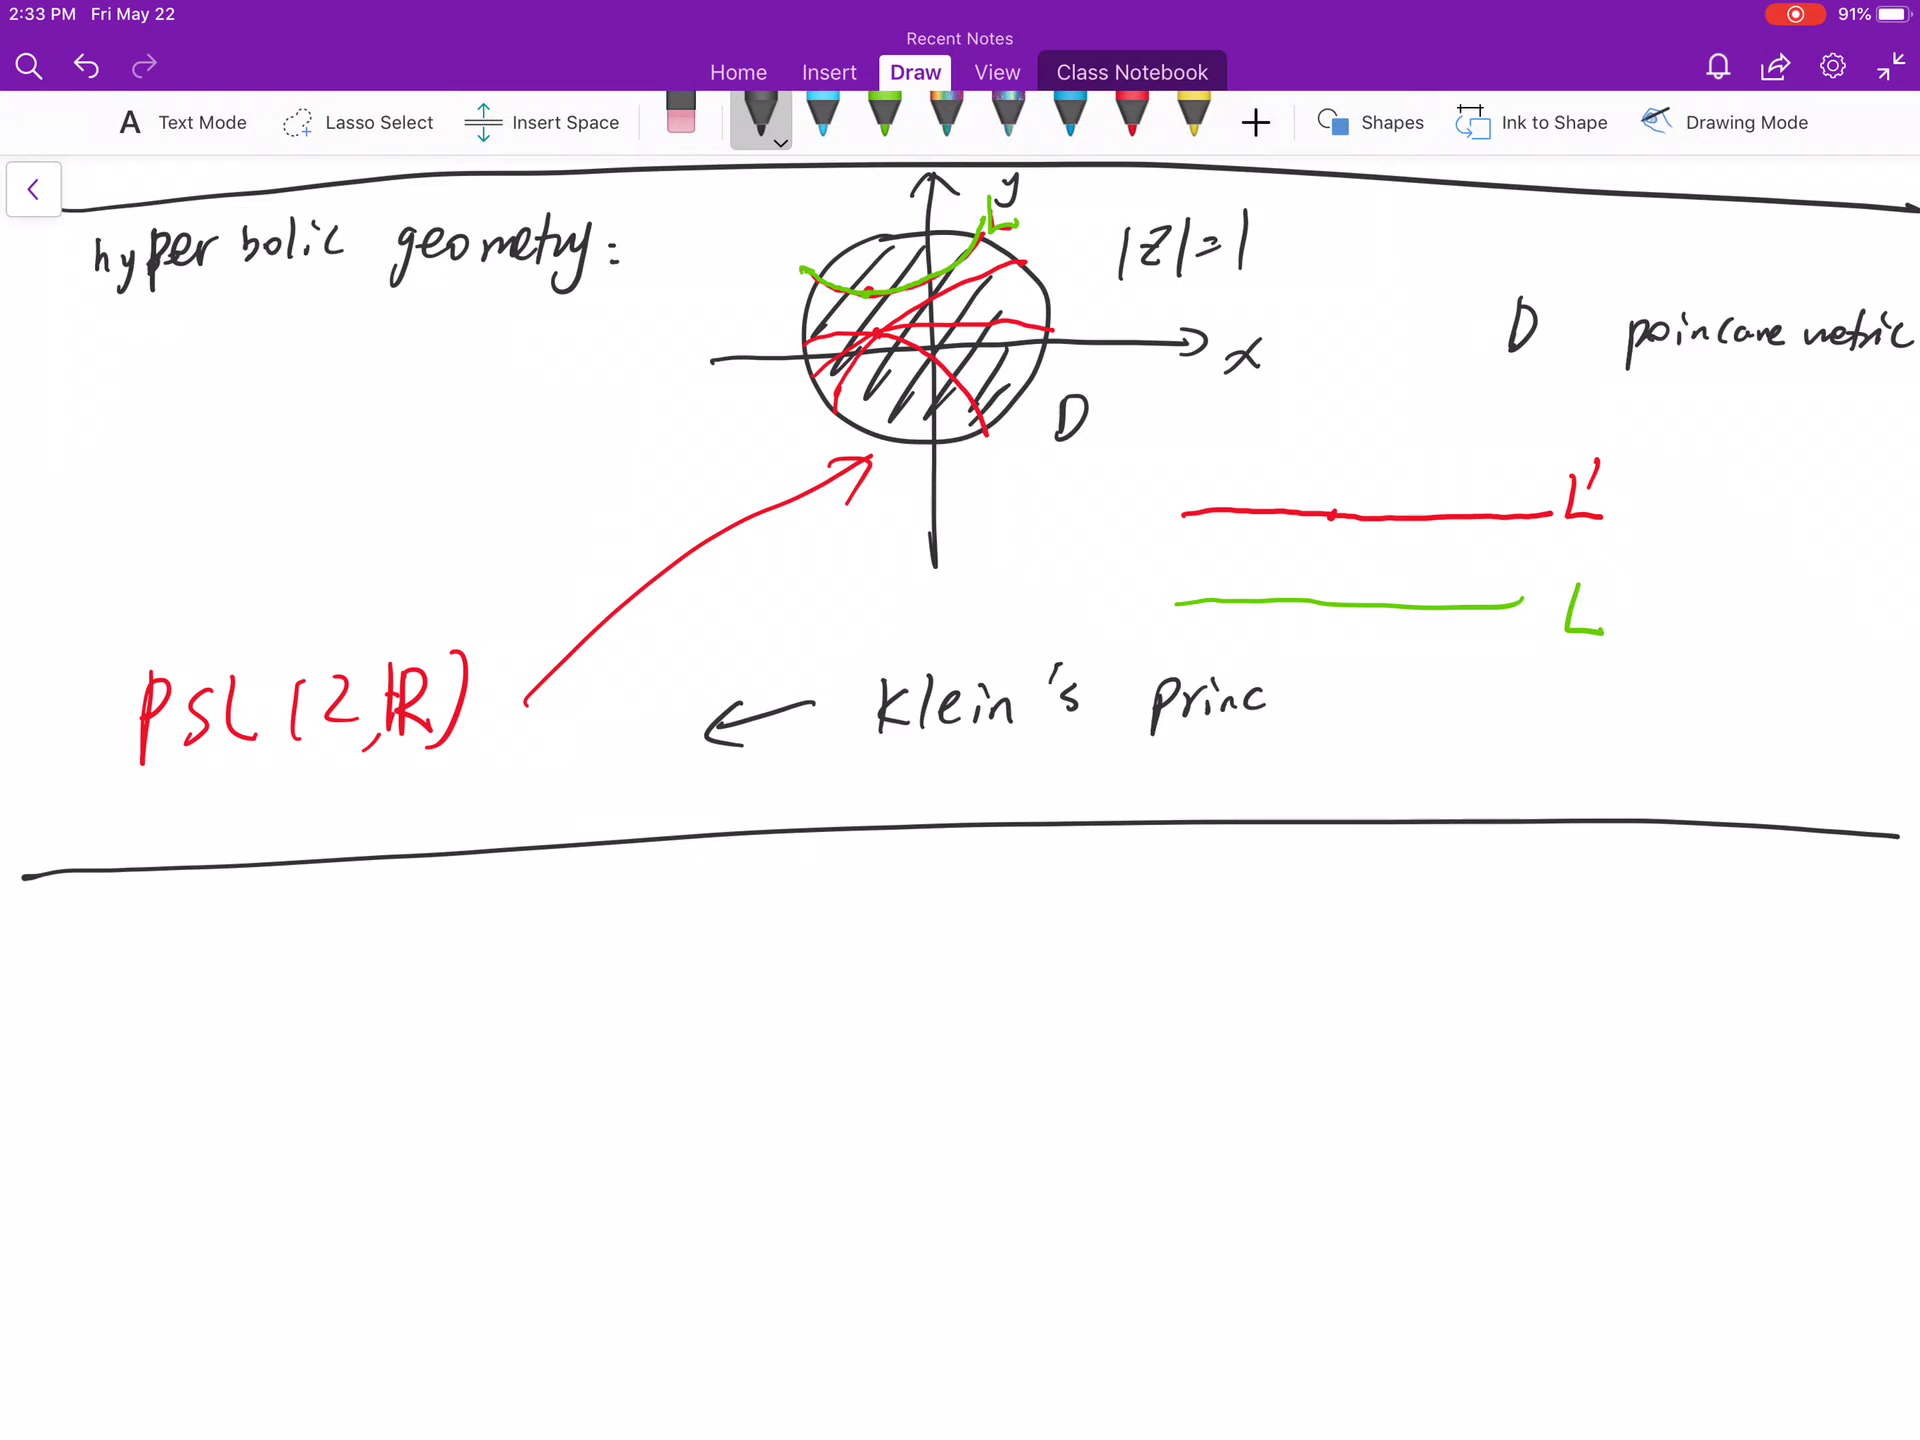 2:33 PM Fri May 22
91%
Recent Notes
Home Insert Draw View Class Notebook
A Text Mode Lasso Select Insert Space Shapes Ink to Shape Drawing Mode
y
L
hyperbolic geometry:
|z|=1
D poincare metric
x
D
L'
L
PSL(2,ℝ)
← Klein's princ